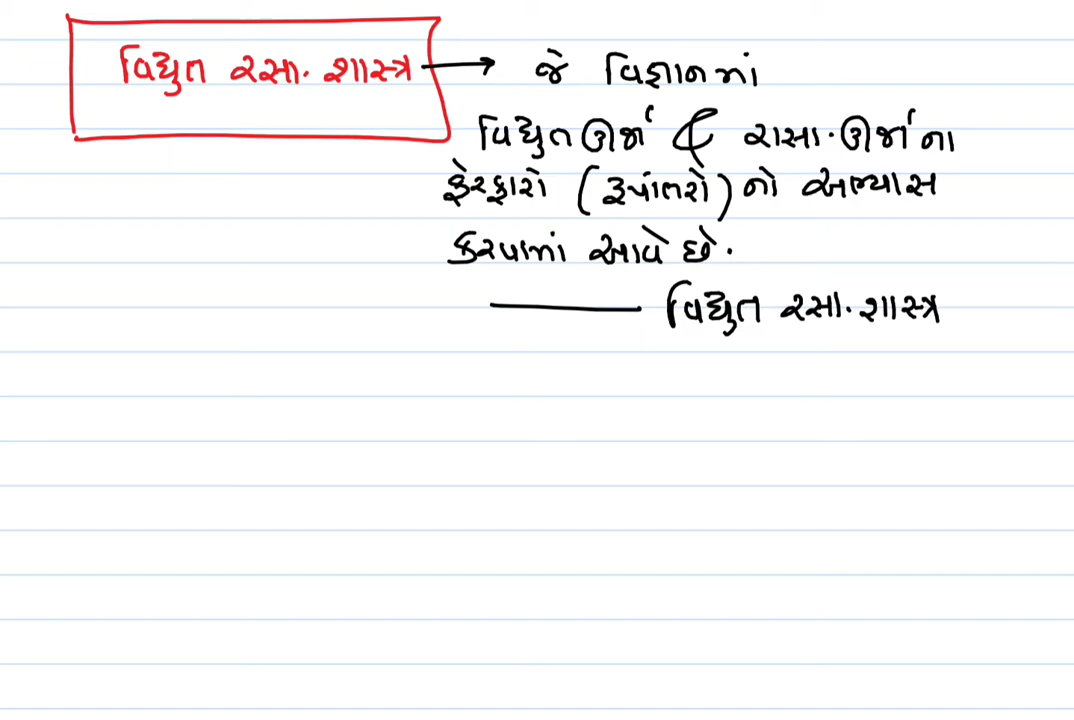 વિદ્યુત રસા. શાસ્ત્ર → જે વિજ્ઞાનમાં
વિદ્યુતઊર્જા & રાસા.ઊર્જાના
ફેરફારો (રૂપાંતરો) નો અભ્યાસ
કરવામાં આવે છે.
——— વિદ્યુત રસા.શાસ્ત્ર